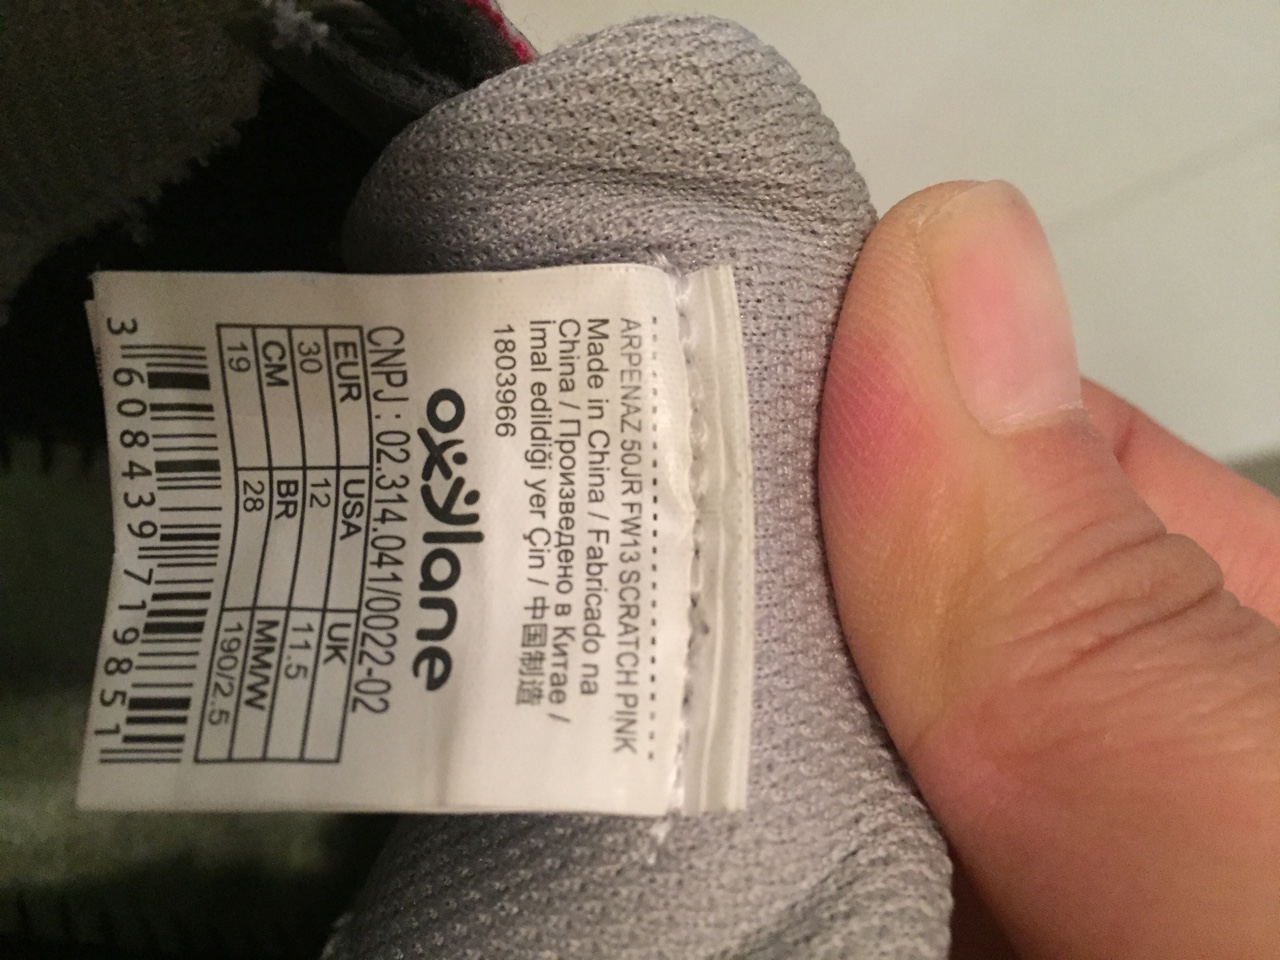 ARPENAZ 50JR FW13 SCRATCH PINK
Made in China / Fabricado na
China / Произведено в Китае /
İmal edildiği yer Çin / 中国制造
1803966
oxylane
CNPJ : 02.314.041/0022-02
EUR USA UK
30 12 11.5
CM BR MM/W
19 28 190/2.5
3 608439 719851